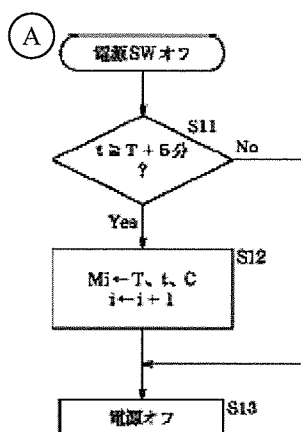 A
電源SWオフ
S11
t≧T+5分
?
No
Yes
S12
Mi←T、t、C
i←i+1
S13
電源オフ